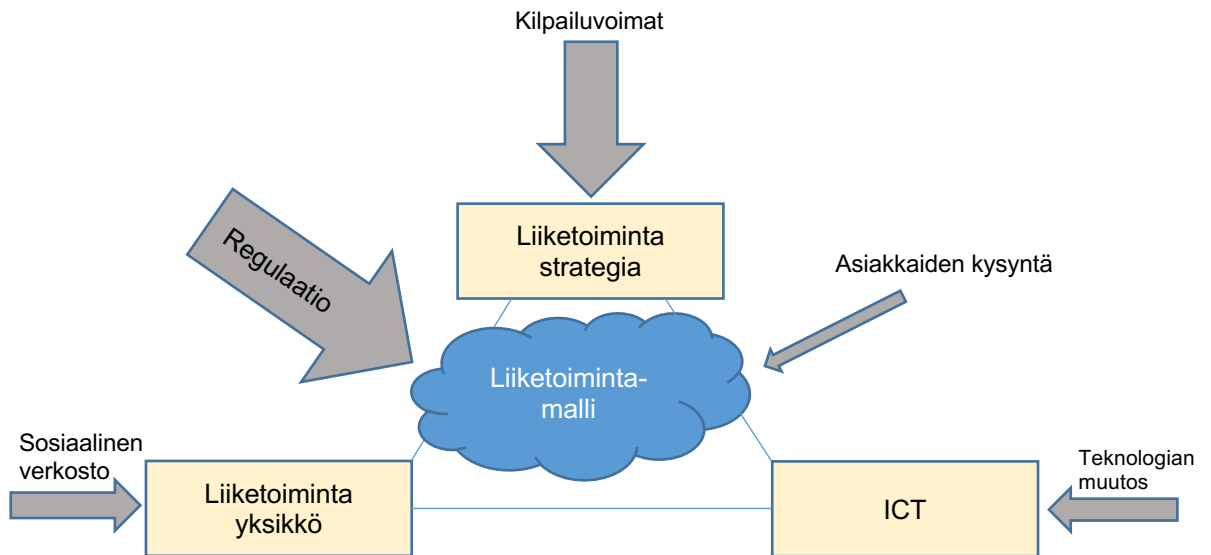 Kilpailuvoimat
Regulaatio
Liiketoiminta
strategia
Asiakkaiden kysyntä
Liiketoiminta-
malli
Sosiaalinen
verkosto
Liiketoiminta
yksikkö
ICT
Teknologian
muutos